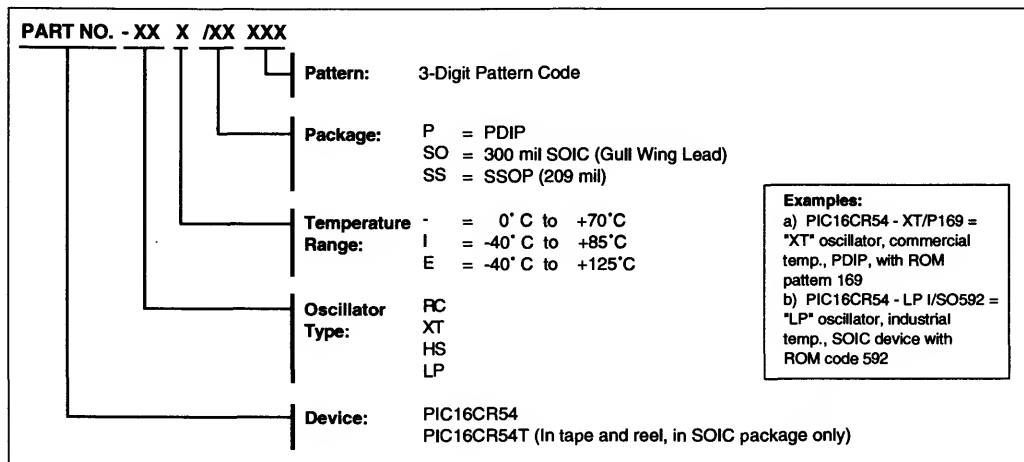 PART NO. - XX X /XX XXX
Pattern: 3-Digit Pattern Code
Package: P = PDIP
SO = 300 mil SOIC (Gull Wing Lead)
SS = SSOP (209 mil)
Temperature Range: - = 0˚ C to +70˚C
I = -40˚ C to +85˚C
E = -40˚ C to +125˚C
Oscillator Type: RC
XT
HS
LP
Device: PIC16CR54
PIC16CR54T (In tape and reel, in SOIC package only)
Examples:
a) PIC16CR54 - XT/P169 =
"XT" oscillator, commercial
temp., PDIP, with ROM
pattern 169
b) PIC16CR54 - LP I/SO592 =
"LP" oscillator, industrial
temp., SOIC device with
ROM code 592